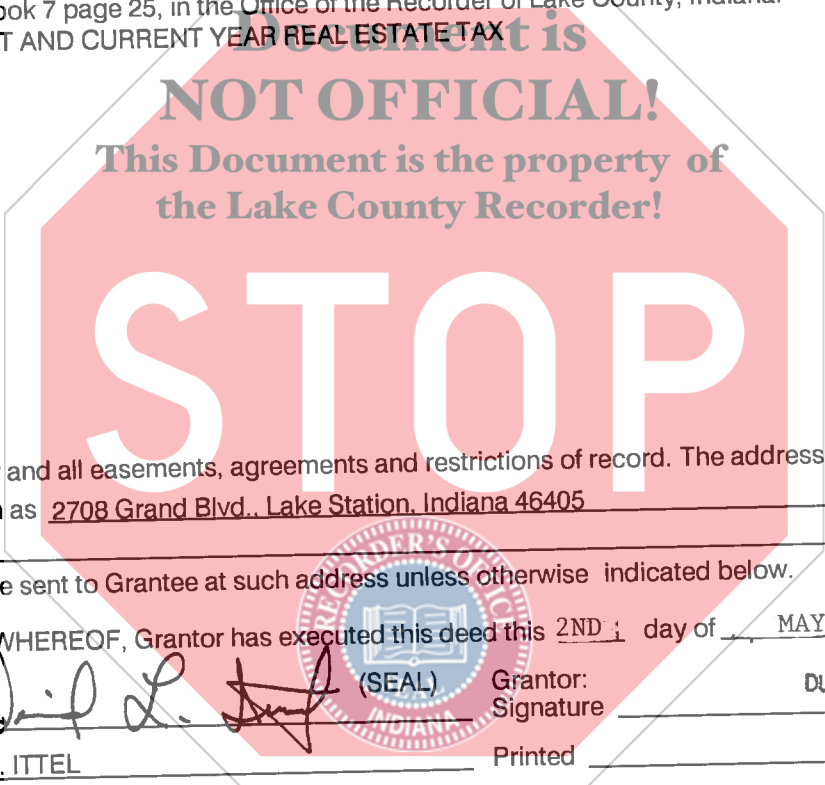 ook 7 page 25, in the Office of the Recorder of Lake County, Indiana.
T AND CURRENT YEAR REAL ESTATE TAX
Document is
NOT OFFICIAL!
This Document is the property of
the Lake County Recorder!
STOP
and all easements, agreements and restrictions of record. The address
as 2708 Grand Blvd., Lake Station, Indiana 46405
e sent to Grantee at such address unless otherwise indicated below.
WHEREOF, Grantor has executed this deed this 2ND day of MAY
(SEAL) Grantor:
Signature
RECORDER'S OFFICE
INDIANA
ITTEL Printed